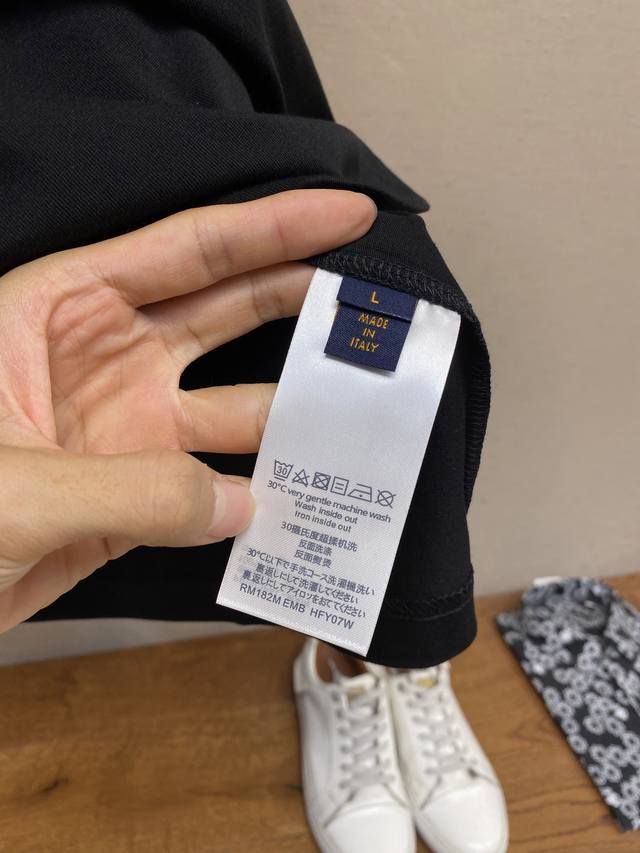 L
MADE
IN
ITALY
30
30℃ very gentle machine wash
Wash inside out
Iron inside out
30摄氏度超揉机洗
反面洗涤
反面熨烫
30℃以下で手洗コース洗濯機洗い
裏返しにして洗濯してください
裏返しにしてアイロソをおてください
RM182M EMB HFY07W